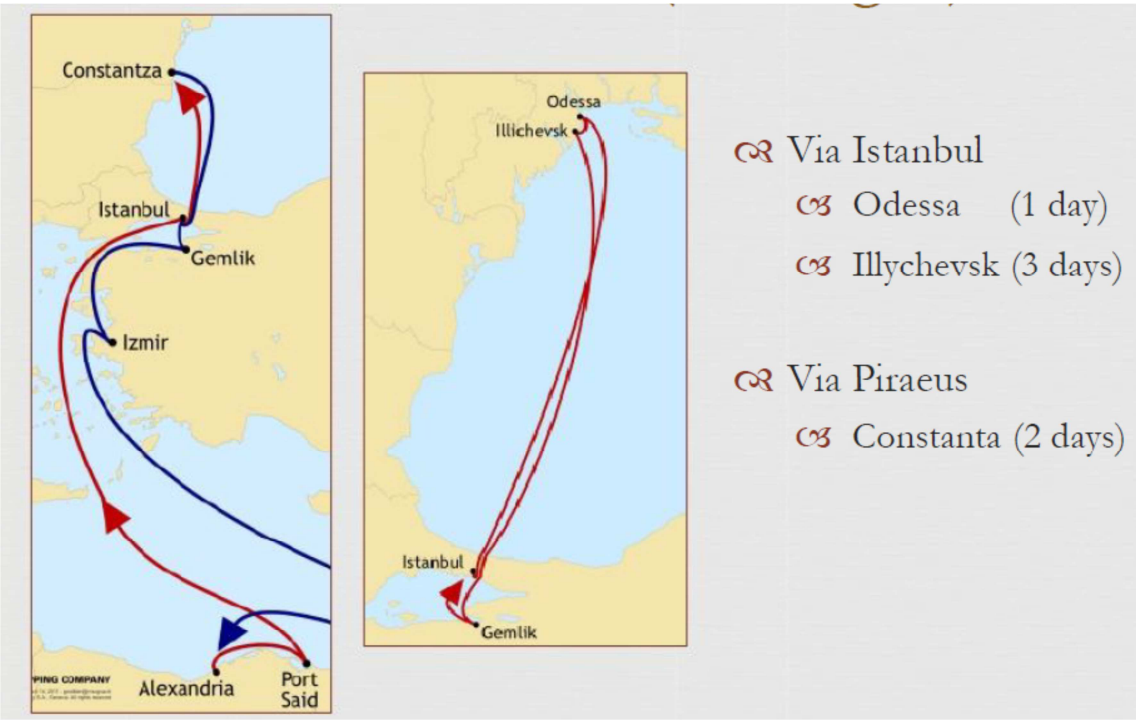 Constantza
Istanbul
Gemlik
Izmir
PING COMPANY
Alexandria
Port
Said
Odessa
Illichevsk
Istanbul
Gemlik
Via Istanbul
Odessa (1 day)
Illychevsk (3 days)
Via Piraeus
Constanta (2 days)